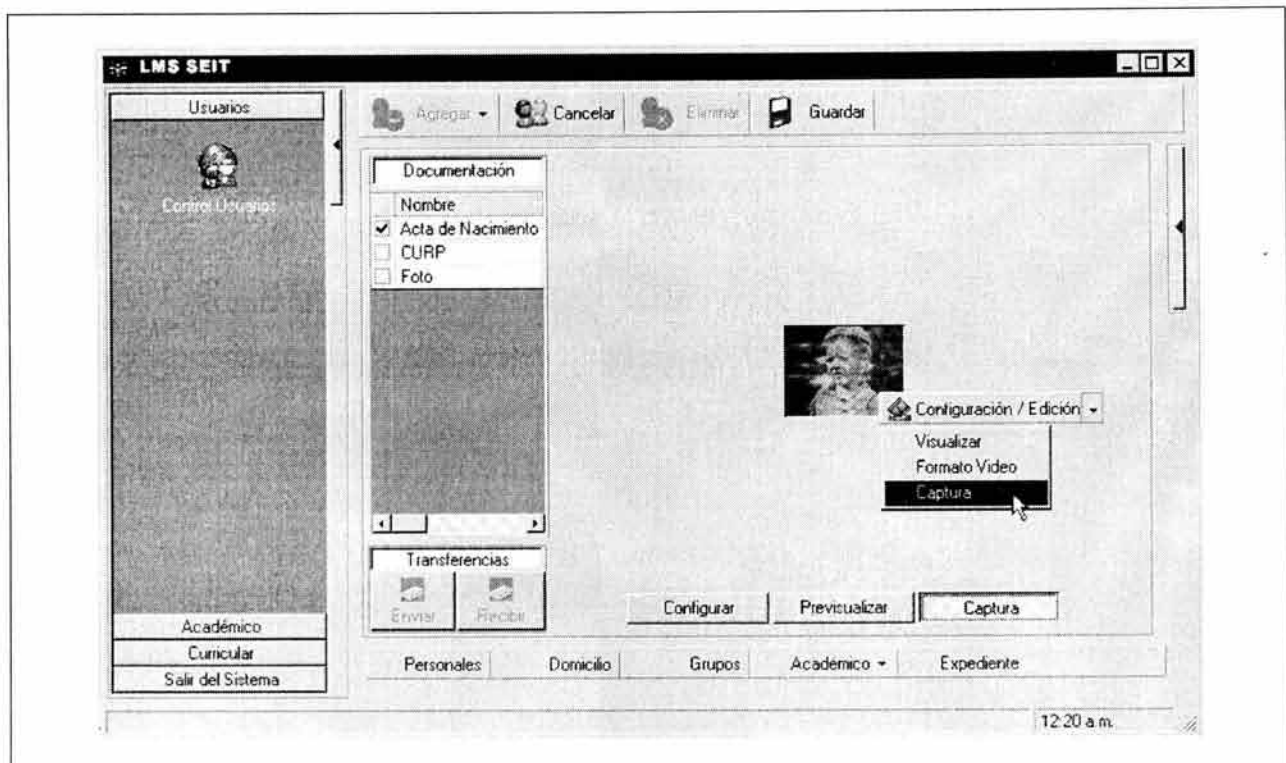 LMS SEIT
Usuarios
Agregar
Cancelar
Eliminar
Guardar
Control Usuarios
Documentación
Nombre
Acta de Nacimiento
CURP
Foto
Configuración / Edición
Visualizar
Formato Video
Captura
Transferencias
Enviar
Recibir
Configurar
Previsualizar
Captura
Académico
Curricular
Salir del Sistema
Personales
Domicilio
Grupos
Académico
Expediente
12:20 a.m.